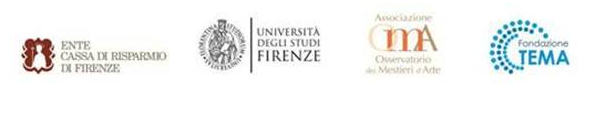 ENTE
CASSA DI RISPARMIO
DI FIRENZE
UNIVERSITÀ
DEGLI STUDI
FIRENZE
Associazione
OmA
Osservatorio
dei Mestieri d'Arte
Fondazione
TEMA